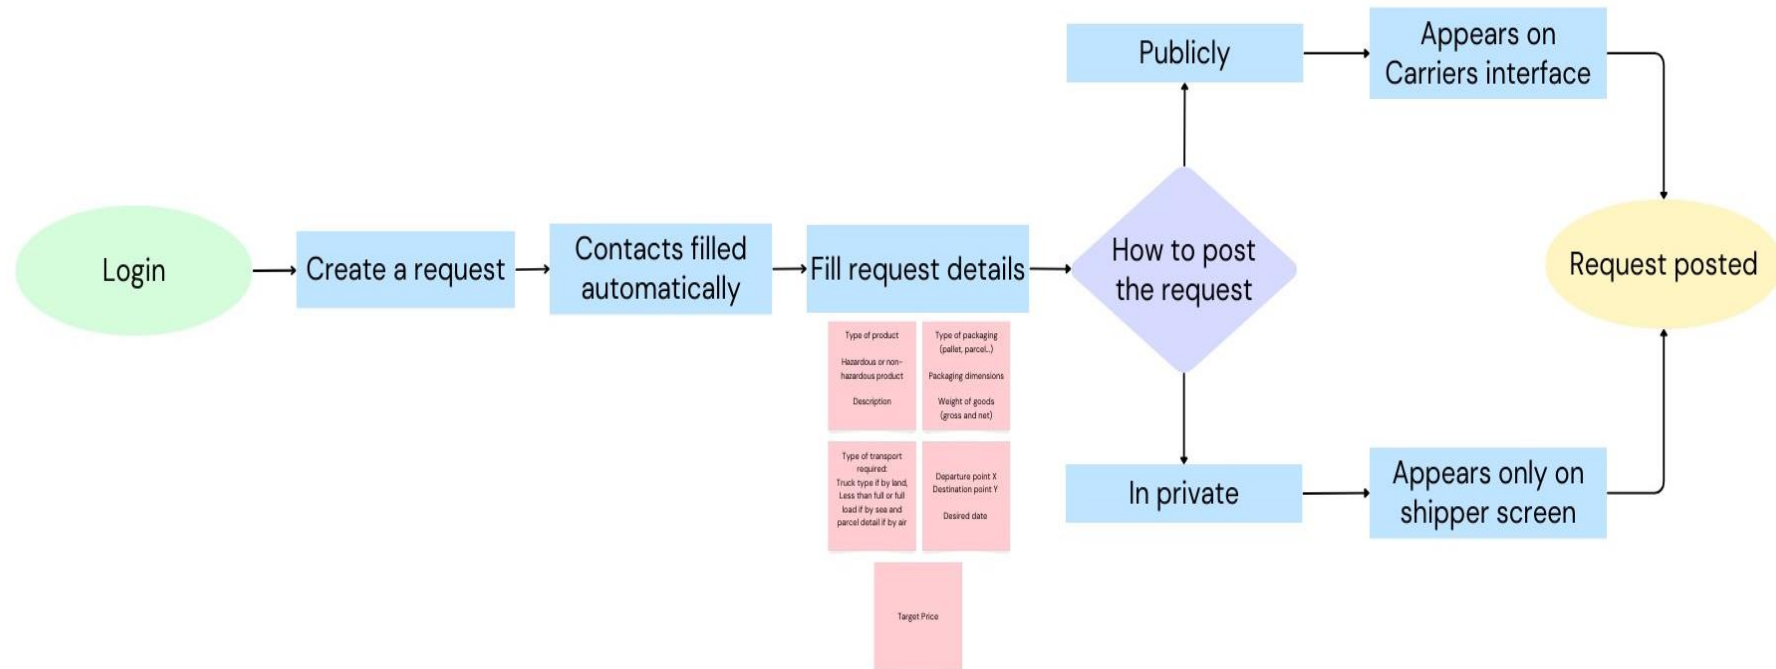 Login
Create a request
Contacts filled
automatically
Fill request details
Type of product
Hazardous or non-
hazardous product
Description
Type of packaging
(pallet, parcel...)
Packaging dimensions
Weight of goods
(gross and net)
Type of transport
required:
Truck type if by land,
Less than full or full
load if by sea and
parcel detail if by air
Departure point X
Destination point Y
Desired date
Target Price
How to post
the request
Publicly
Appears on
Carriers interface
In private
Appears only on
shipper screen
Request posted